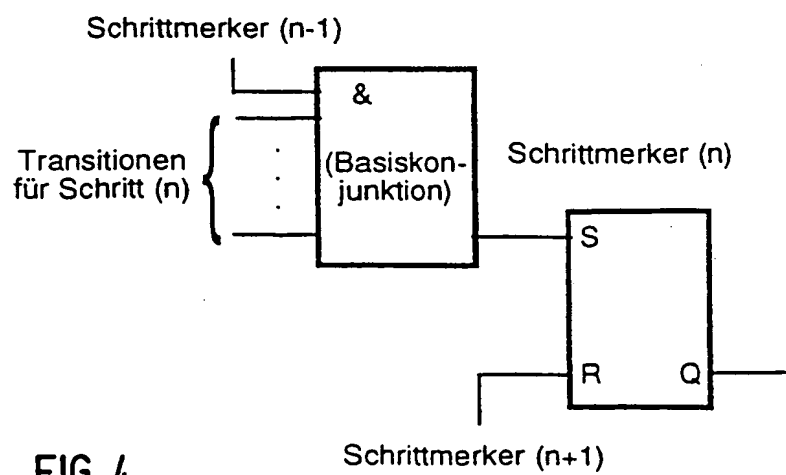 Schrittmerker (n-1)
&
Transitionen
für Schritt (n)
(Basiskon-
junktion)
Schrittmerker (n)
S
R
Q
Schrittmerker (n+1)
FIG. 4